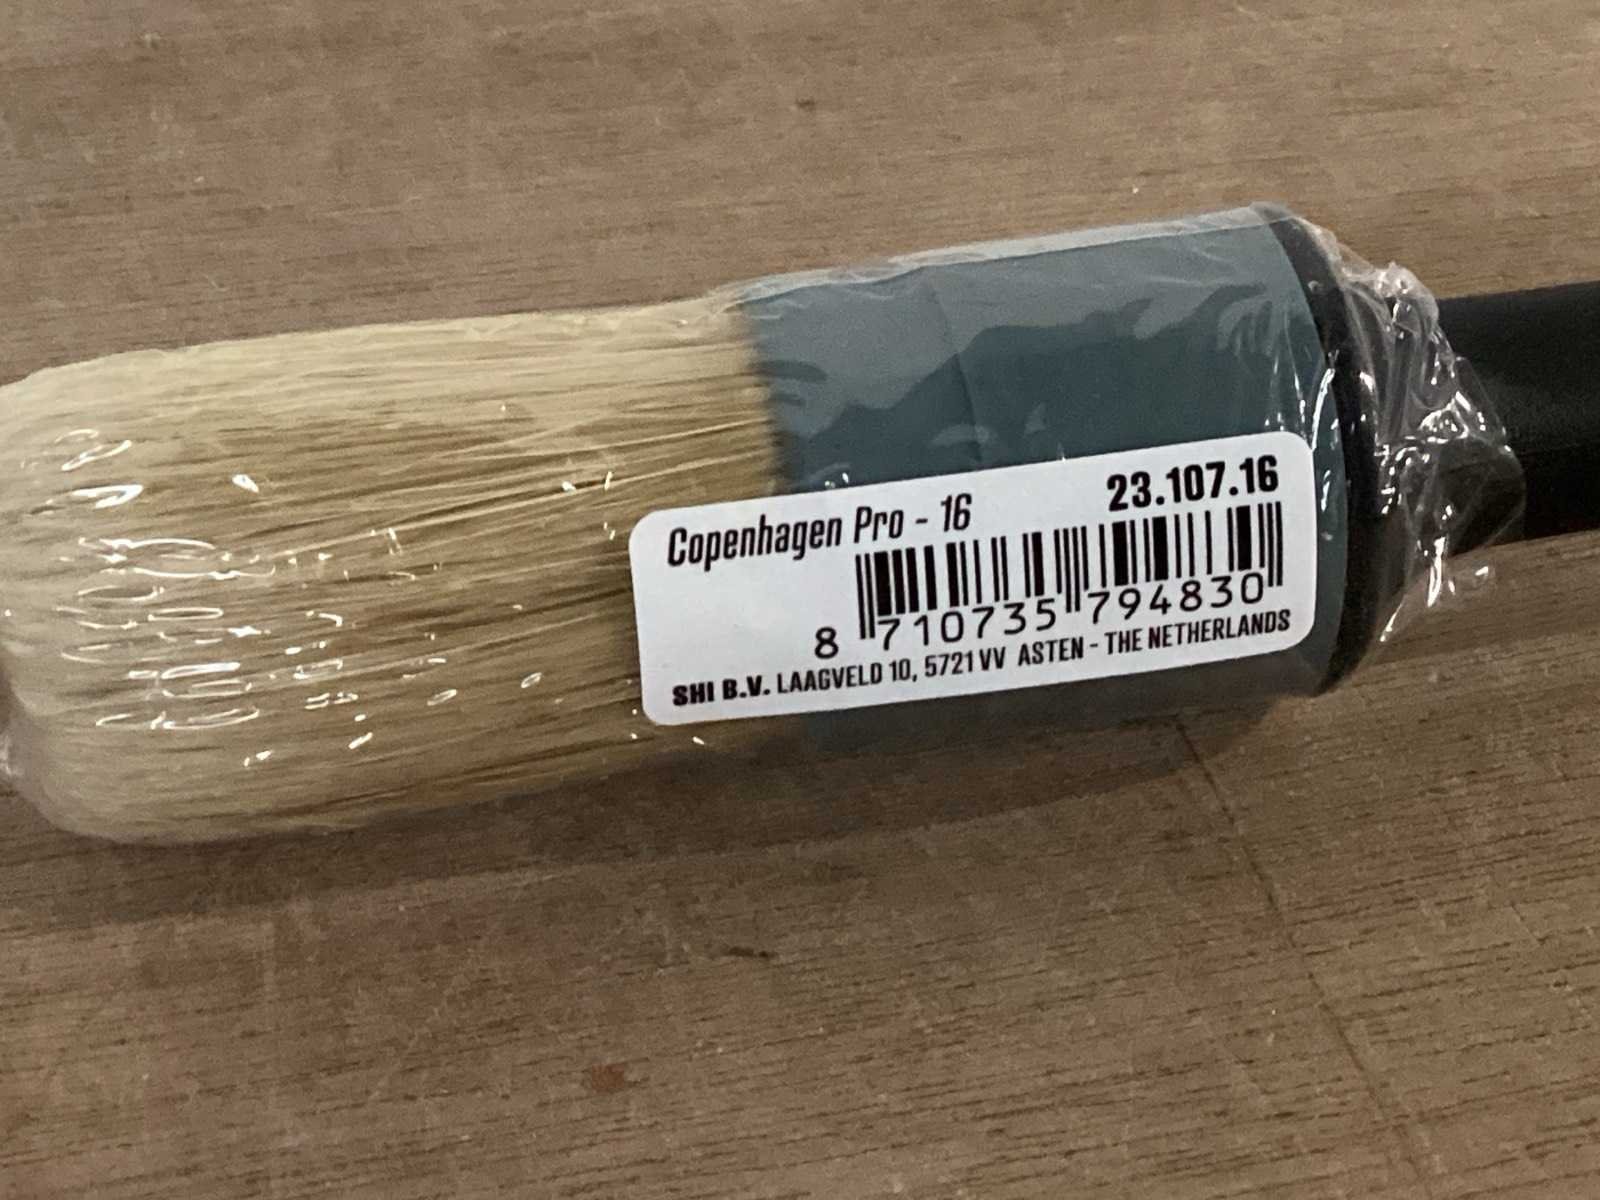 Copenhagen Pro - 16
23.107.16
8 710735 794830
SHI B.V. LAAGVELD 10, 5721 VV ASTEN - THE NETHERLANDS